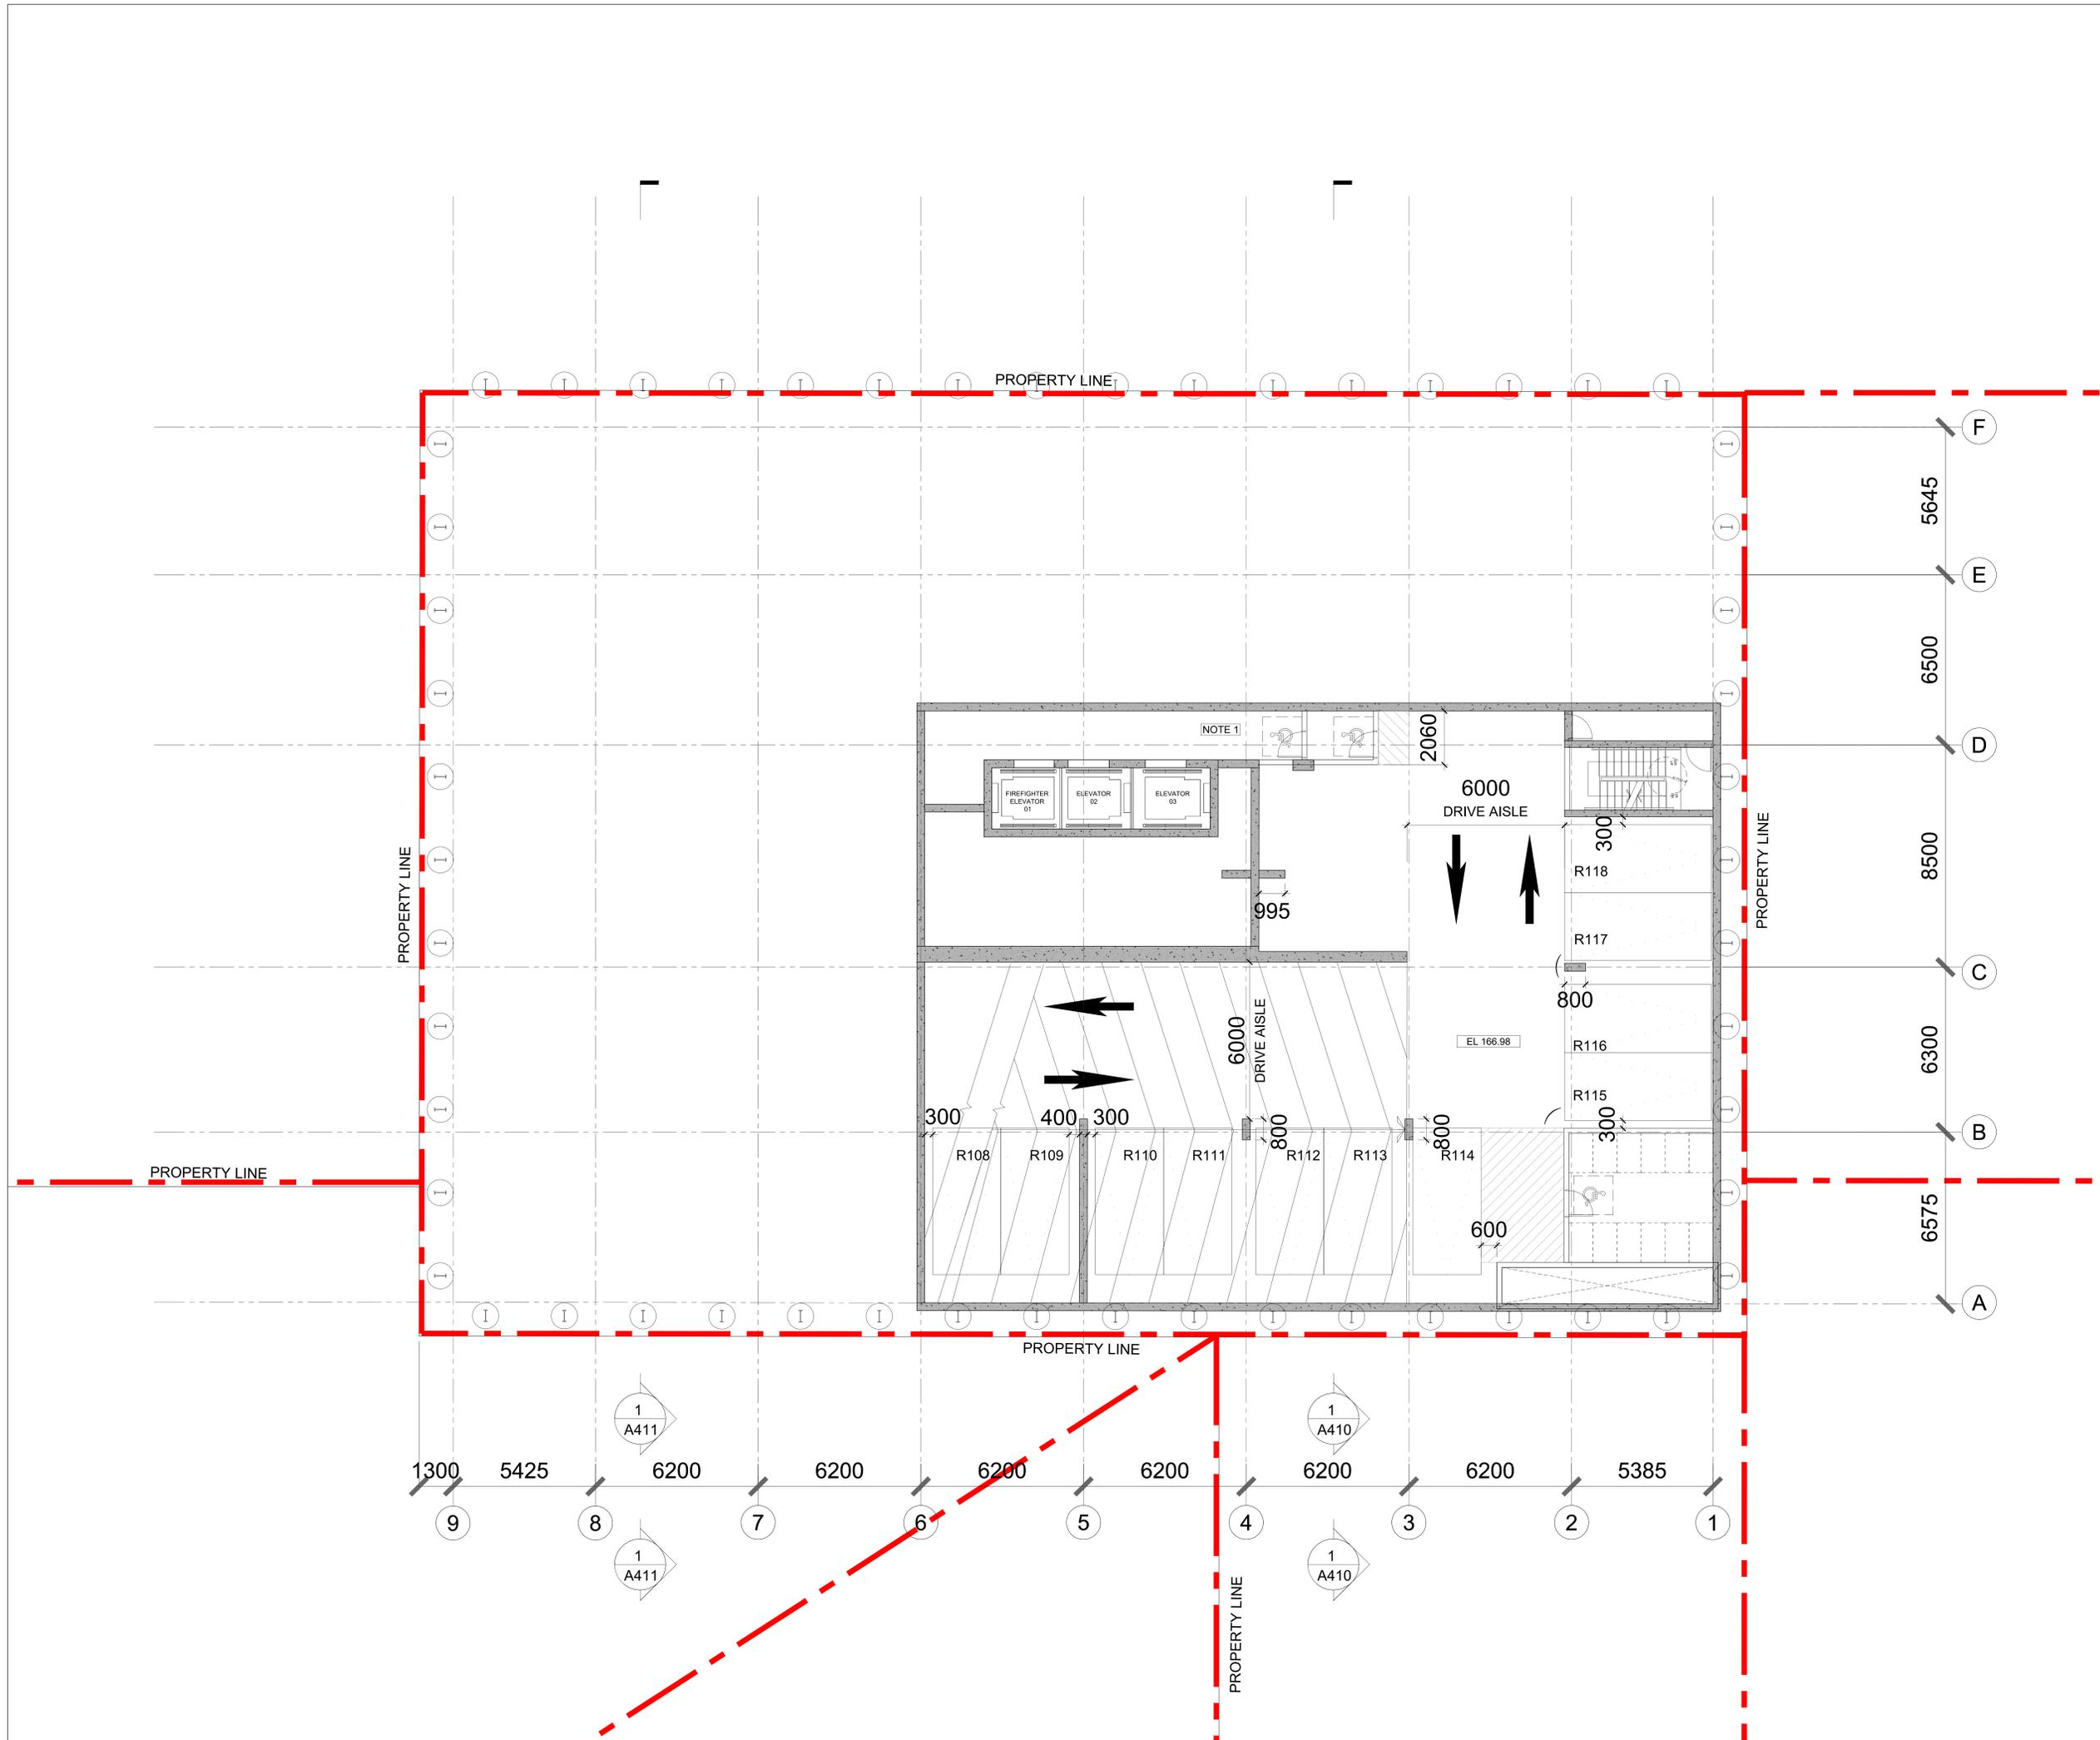 PROPERTY LINE
F
5645
E
6500
NOTE 1
2060
D
6000
DRIVE AISLE
FIREFIGHTER
ELEVATOR
01
ELEVATOR
02
ELEVATOR
03
300
PROPERTY LINE
PROPERTY LINE
8500
R118
995
R117
C
800
6000
DRIVE AISLE
EL 166.98
R116
6300
R115
300
400
300
800
800
300
B
PROPERTY LINE
R108
R109
R110
R111
R112
R113
R114
600
6575
A
PROPERTY LINE
1
A411
1
A410
1300
5425
6200
6200
6200
6200
6200
6200
5385
9
8
7
6
5
4
3
2
1
1
A411
1
A410
PROPERTY LINE